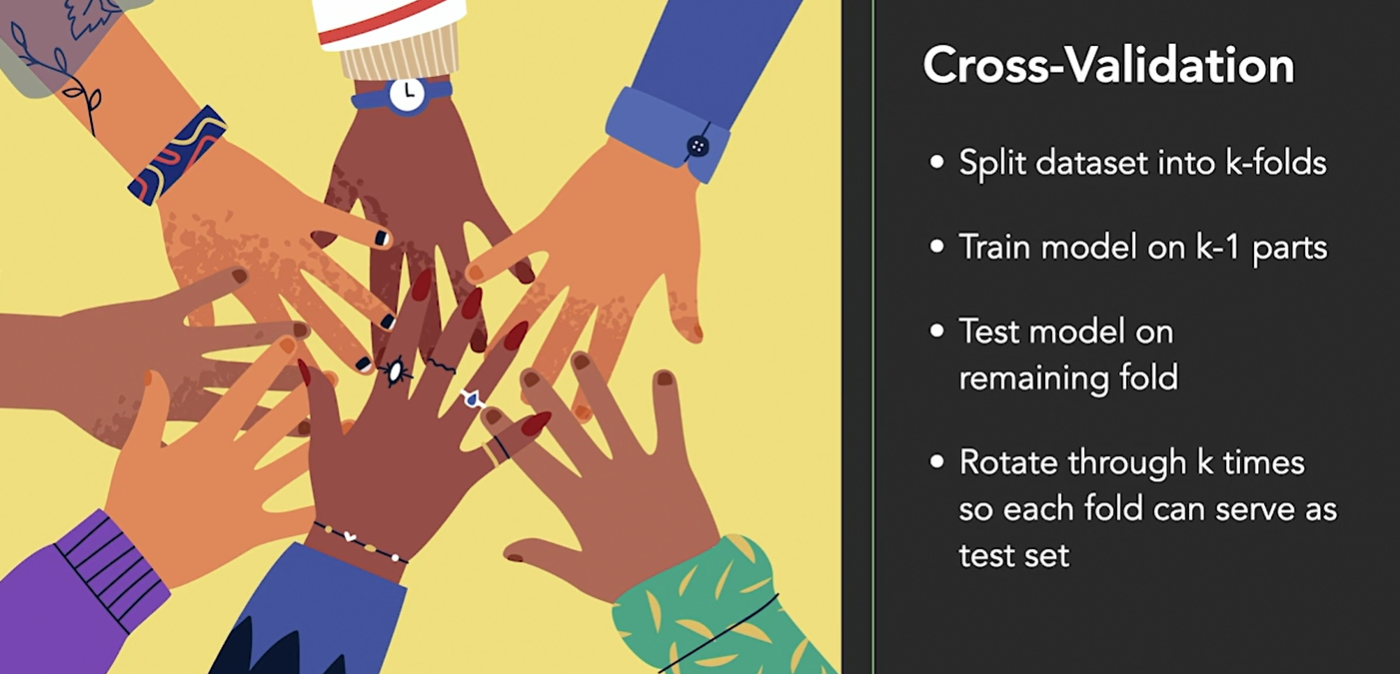 Cross-Validation
• Split dataset into k-folds
• Train model on k-1 parts
• Test model on
remaining fold
• Rotate through k times
so each fold can serve as
test set